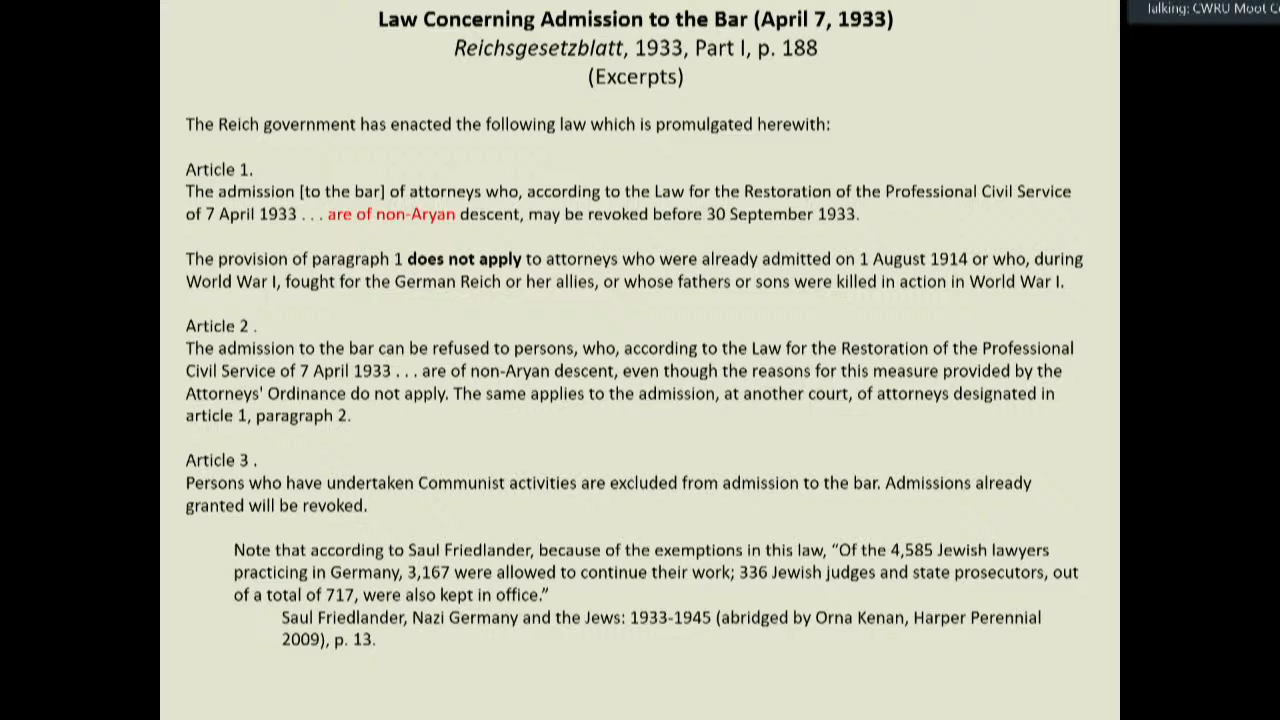 Talking: CWRU Moot C
Law Concerning Admission to the Bar (April 7, 1933)
Reichsgesetzblatt, 1933, Part I, p. 188
(Excerpts)
The Reich government has enacted the following law which is promulgated herewith:
Article 1.
The admission [to the bar] of attorneys who, according to the Law for the Restoration of the Professional Civil Service
of 7 April 1933 . . . are of non-Aryan descent, may be revoked before 30 September 1933.
The provision of paragraph 1 does not apply to attorneys who were already admitted on 1 August 1914 or who, during
World War I, fought for the German Reich or her allies, or whose fathers or sons were killed in action in World War I.
Article 2 .
The admission to the bar can be refused to persons, who, according to the Law for the Restoration of the Professional
Civil Service of 7 April 1933 . . . are of non-Aryan descent, even though the reasons for this measure provided by the
Attorneys' Ordinance do not apply. The same applies to the admission, at another court, of attorneys designated in
article 1, paragraph 2.
Article 3 .
Persons who have undertaken Communist activities are excluded from admission to the bar. Admissions already
granted will be revoked.
Note that according to Saul Friedlander, because of the exemptions in this law, “Of the 4,585 Jewish lawyers
practicing in Germany, 3,167 were allowed to continue their work; 336 Jewish judges and state prosecutors, out
of a total of 717, were also kept in office.”
Saul Friedlander, Nazi Germany and the Jews: 1933-1945 (abridged by Orna Kenan, Harper Perennial
2009), p. 13.